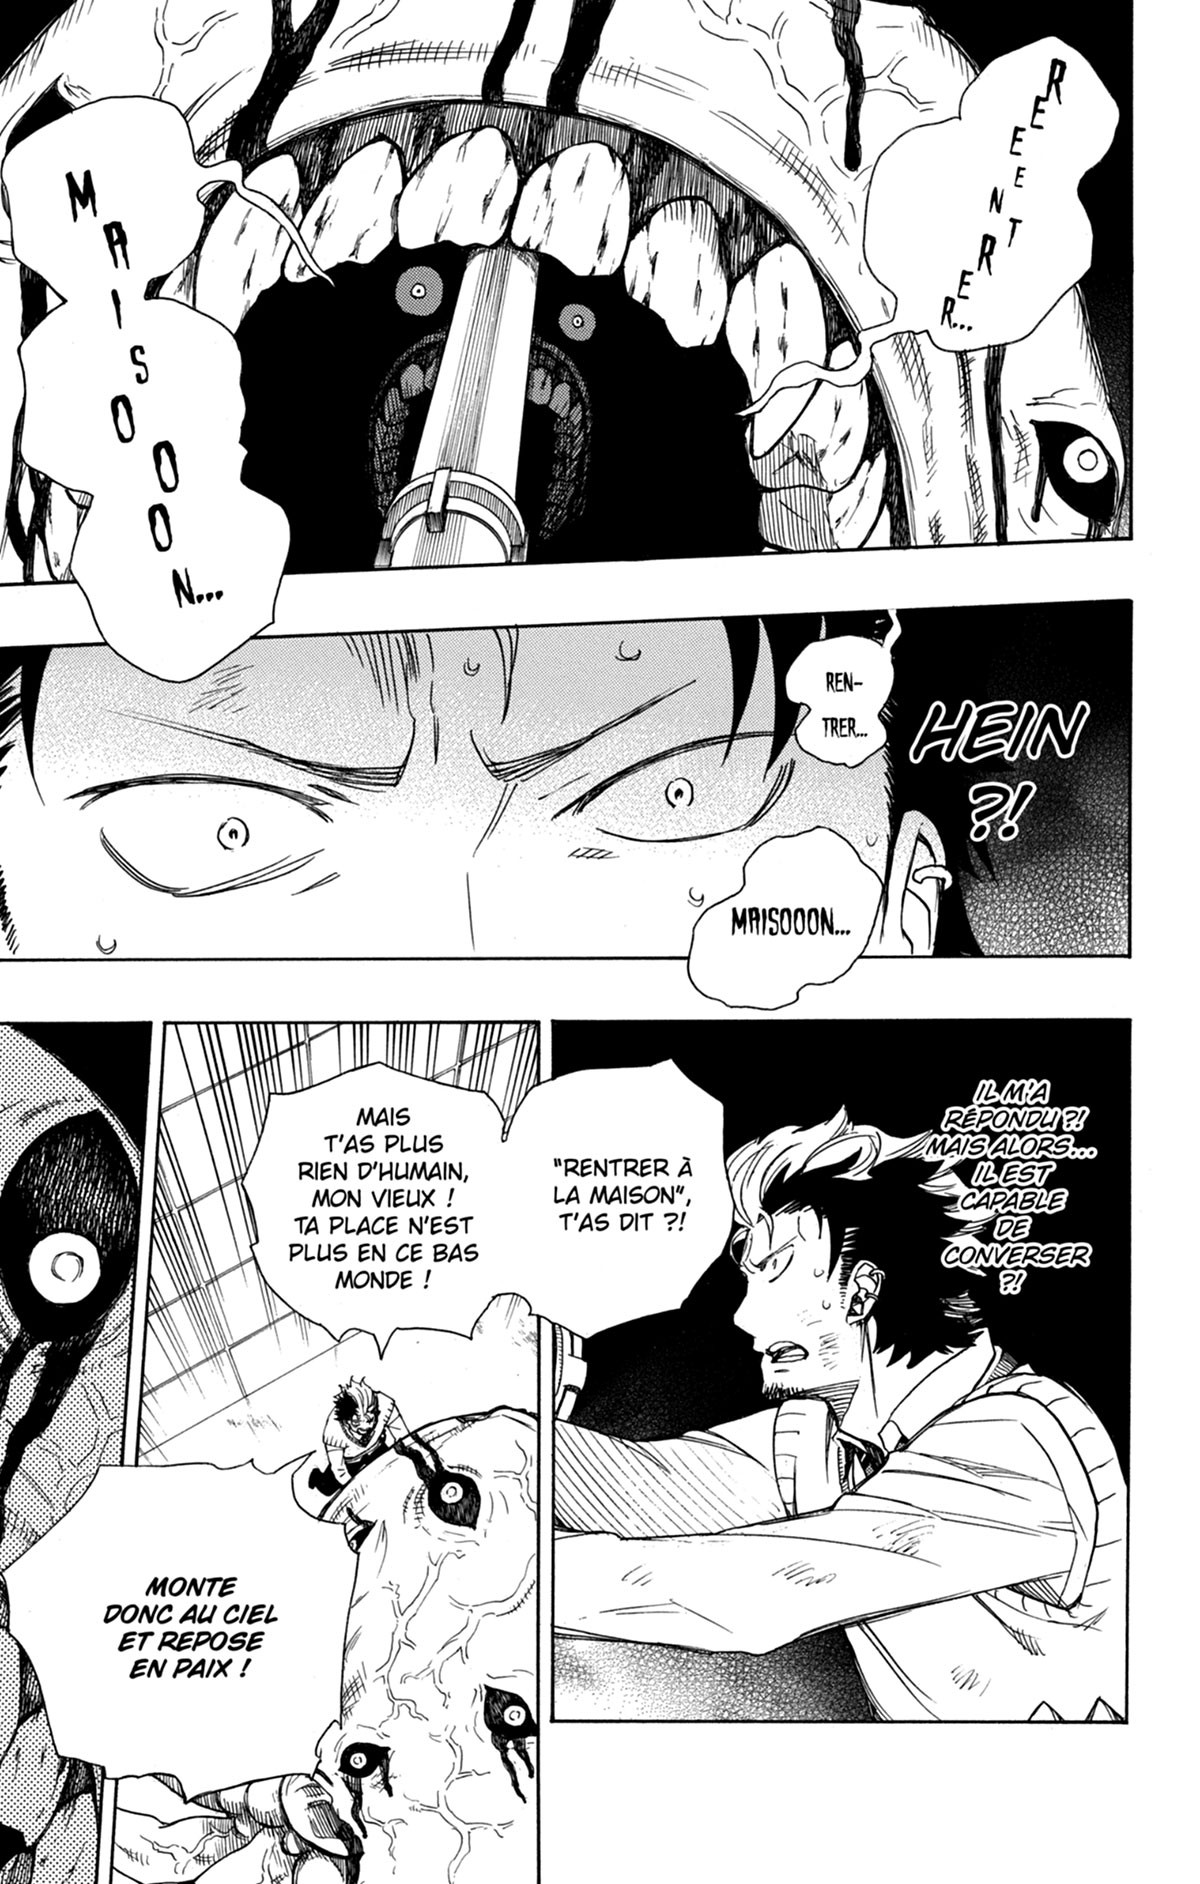 REEENTRER...
MAISOOON...
REN-
TRER...
HEIN
?!
MAISOOON...
IL M'A
RÉPONDU ?!
MAIS ALORS...
IL EST
CAPABLE
DE
CONVERSER
?!
“RENTRER À
LA MAISON”,
T'AS DIT ?!
MAIS
T'AS PLUS
RIEN D'HUMAIN,
MON VIEUX !
TA PLACE N'EST
PLUS EN CE BAS
MONDE !
MONTE
DONC AU CIEL
ET REPOSE
EN PAIX !